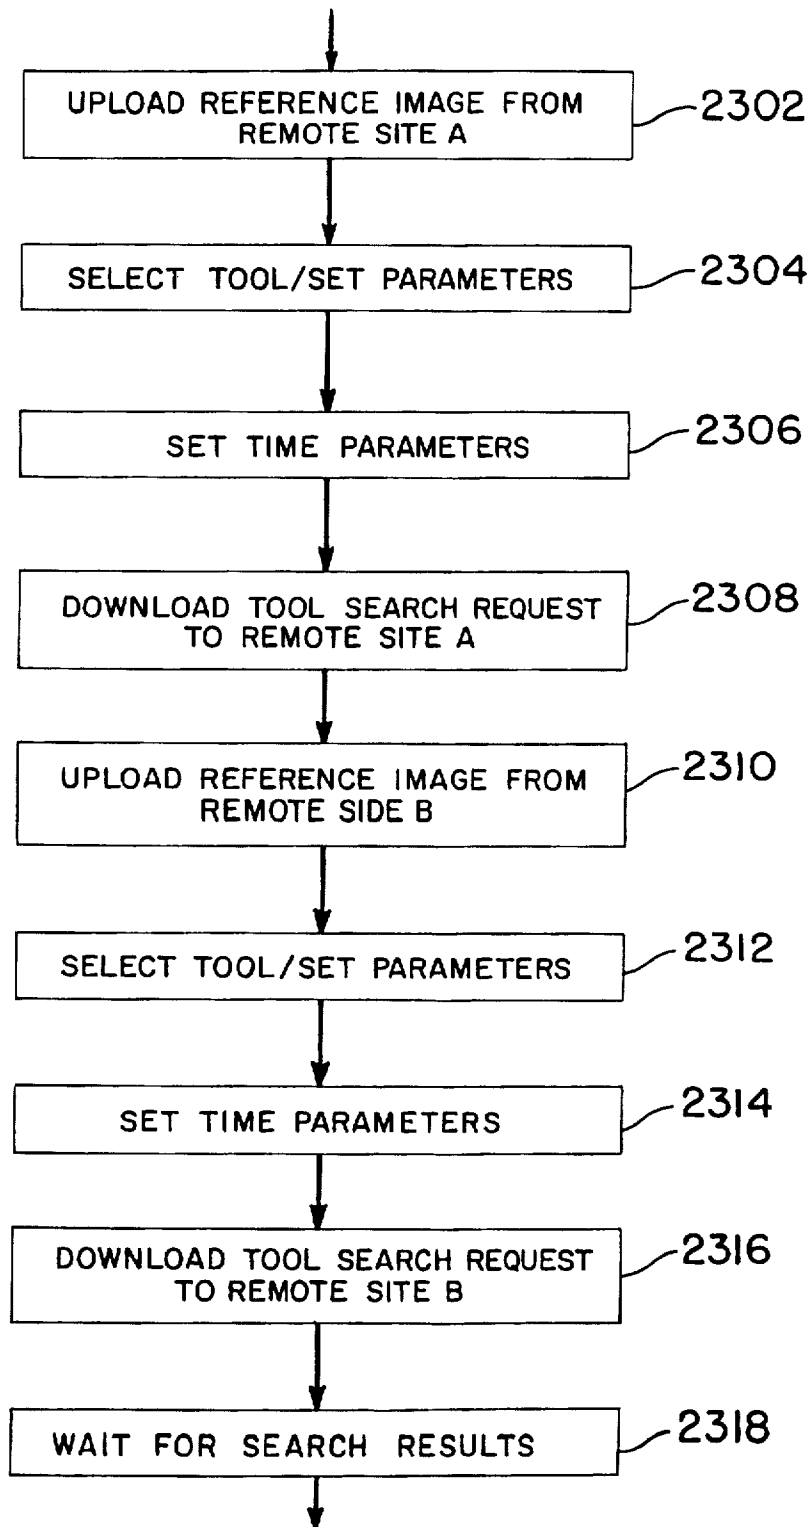 UPLOAD REFERENCE IMAGE FROM
REMOTE SITE A
2302
SELECT TOOL/SET PARAMETERS
2304
SET TIME PARAMETERS
2306
DOWNLOAD TOOL SEARCH REQUEST
TO REMOTE SITE A
2308
UPLOAD REFERENCE IMAGE FROM
REMOTE SIDE B
2310
SELECT TOOL/SET PARAMETERS
2312
SET TIME PARAMETERS
2314
DOWNLOAD TOOL SEARCH REQUEST
TO REMOTE SITE B
2316
WAIT FOR SEARCH RESULTS
2318